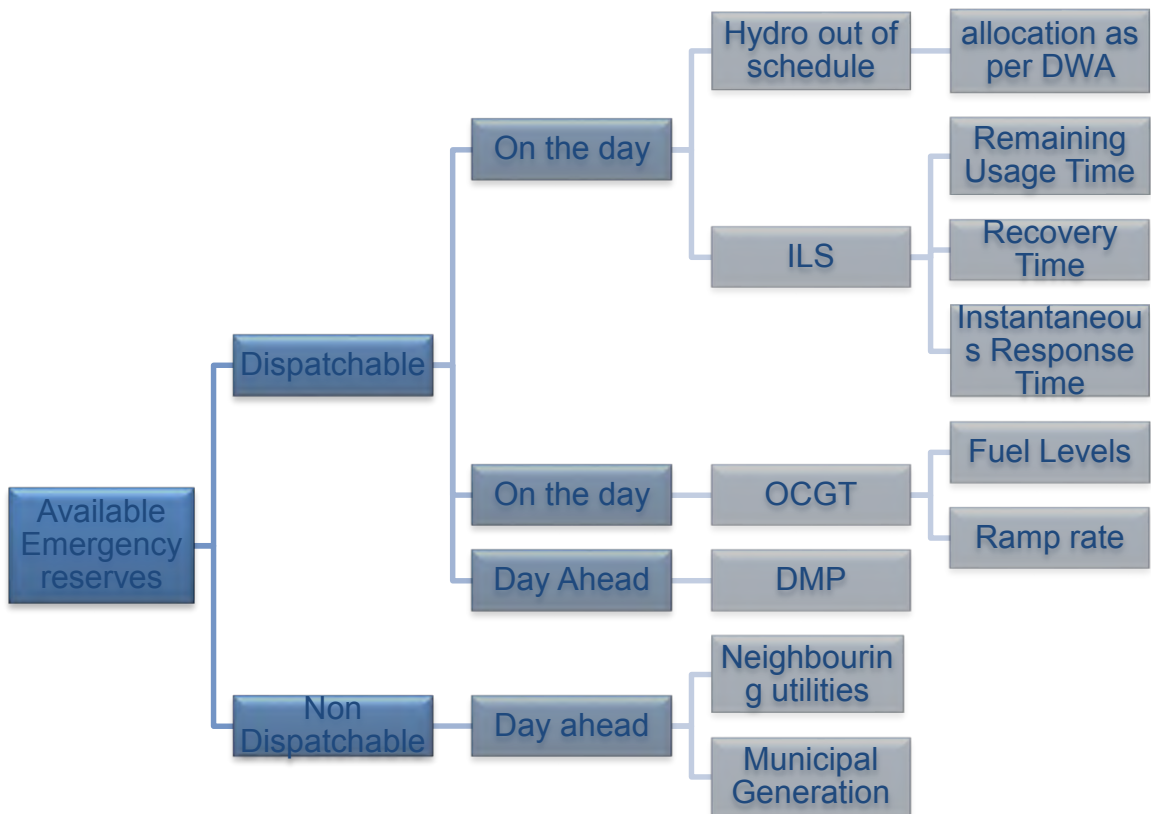 Hydro out of
schedule
allocation as
per DWA
On the day
Remaining
Usage Time
ILS
Recovery
Time
Instantaneou
s Response
Time
Dispatchable
Fuel Levels
On the day
OCGT
Ramp rate
Available
Emergency
reserves
Day Ahead
DMP
Neighbourin
g utilities
Non
Dispatchable
Day ahead
Municipal
Generation